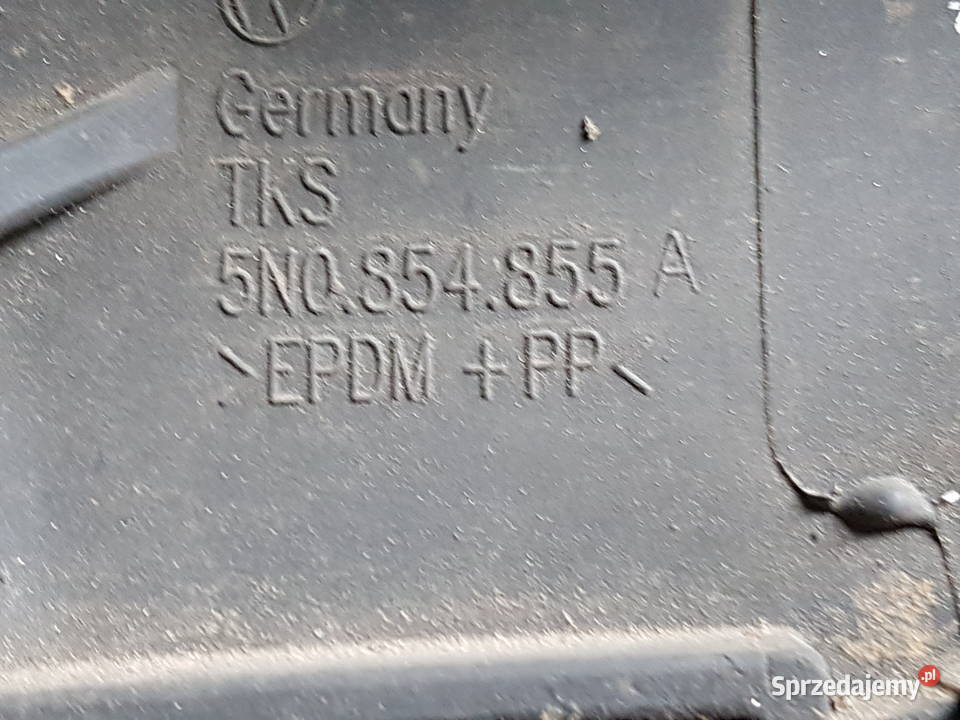 Germany
TKS
5N0.854.855 A
>EPDM + PP<
Sprzedajemy.pl